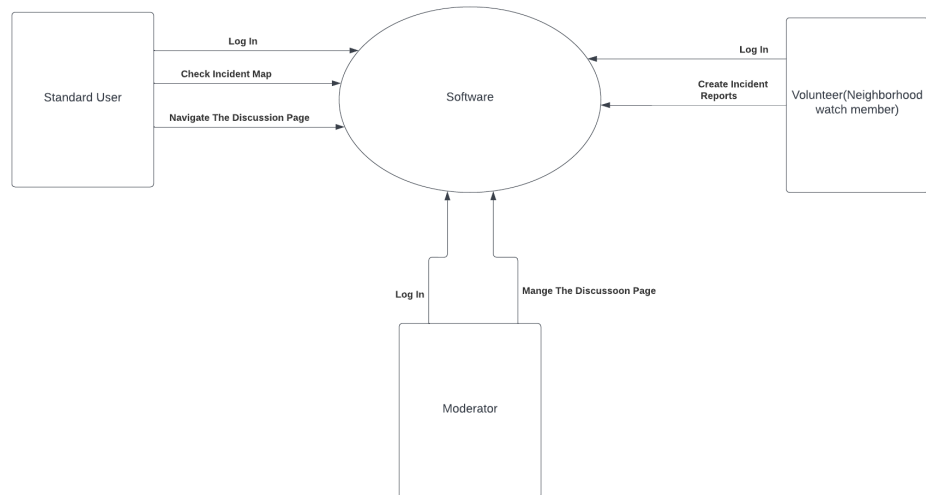 Log In
Check Incident Map
Navigate The Discussion Page
Standard User
Software
Log In
Create Incident
Reports
Volunteer(Neighborhood
watch member)
Log In
Mange The Discussoon Page
Moderator